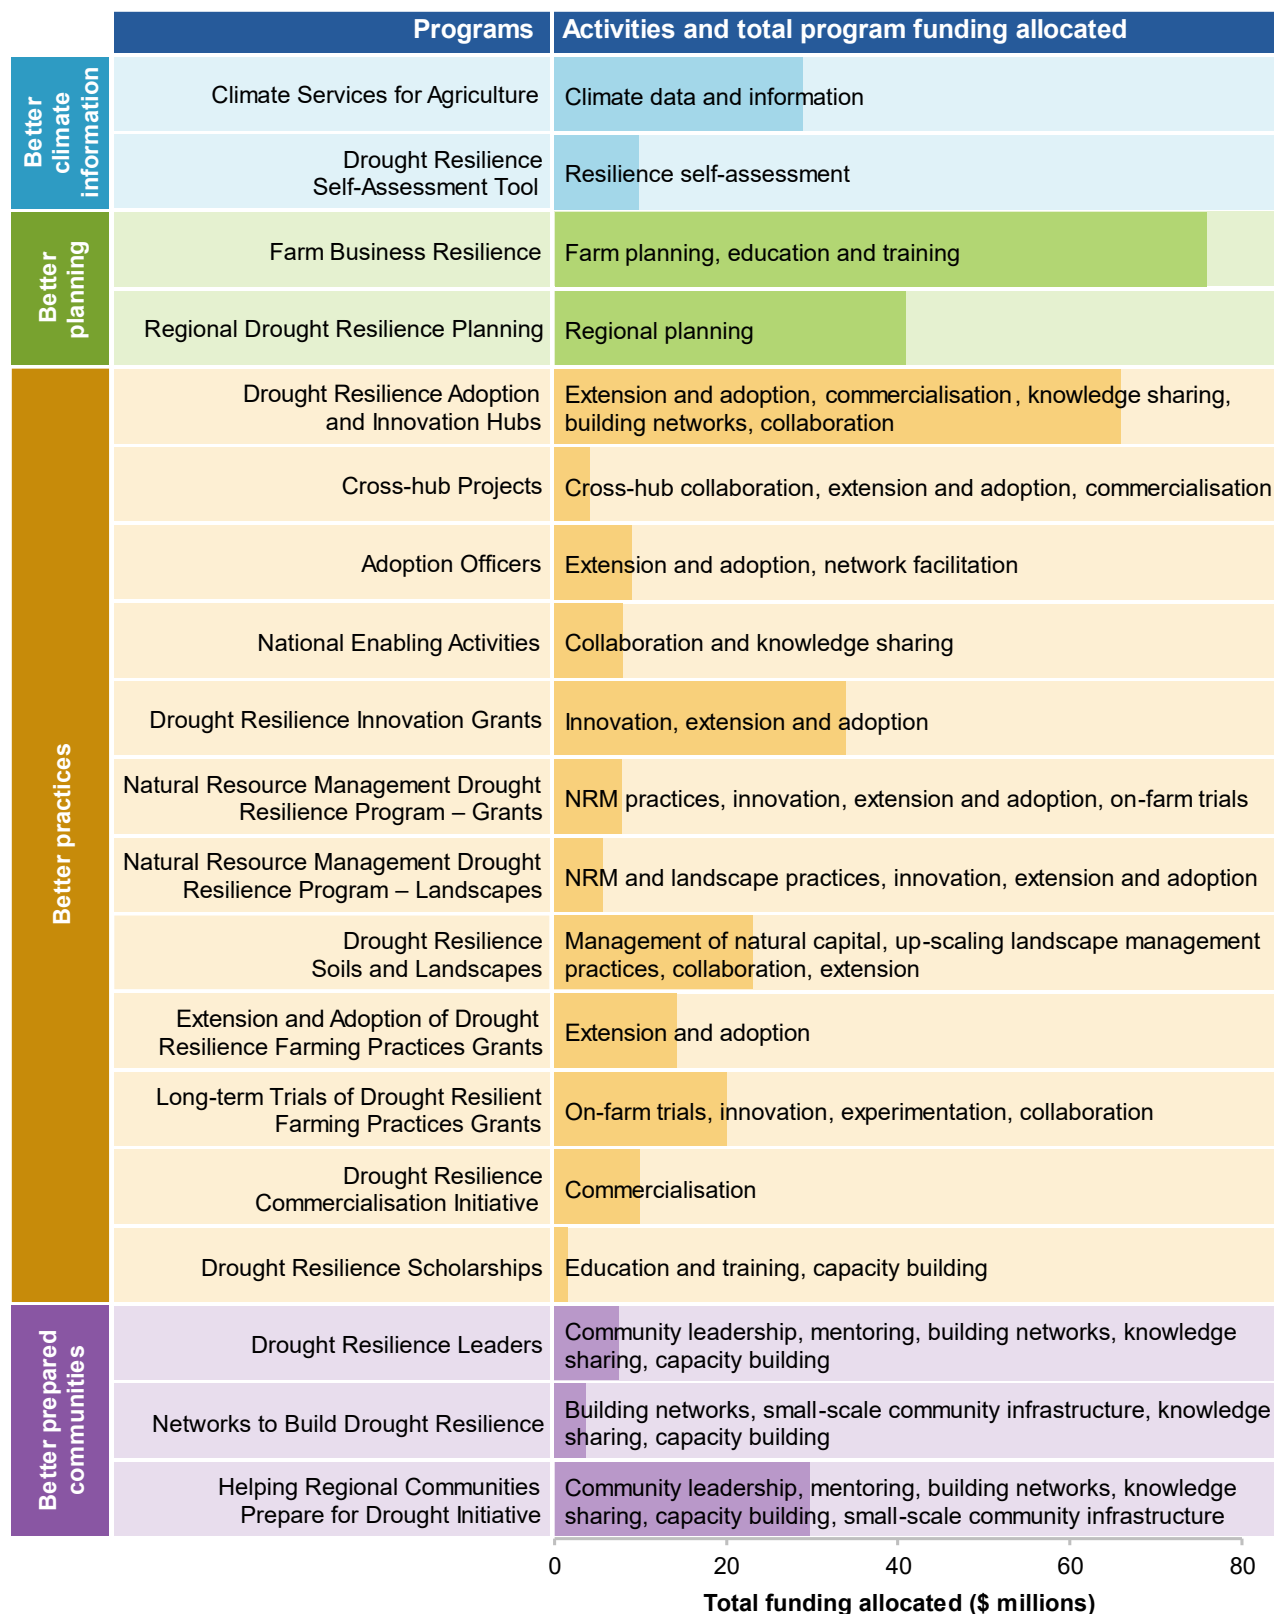 Programs
Activities and total program funding allocated
Better
climate
information
Climate Services for Agriculture
Climate data and information
Drought Resilience
Self-Assessment Tool
Resilience self-assessment
Better
planning
Farm Business Resilience
Farm planning, education and training
Regional Drought Resilience Planning
Regional planning
Better practices
Drought Resilience Adoption
and Innovation Hubs
Extension and adoption, commercialisation, knowledge sharing,
building networks, collaboration
Cross-hub Projects
Cross-hub collaboration, extension and adoption, commercialisation
Adoption Officers
Extension and adoption, network facilitation
National Enabling Activities
Collaboration and knowledge sharing
Drought Resilience Innovation Grants
Innovation, extension and adoption
Natural Resource Management Drought
Resilience Program – Grants
NRM practices, innovation, extension and adoption, on-farm trials
Natural Resource Management Drought
Resilience Program – Landscapes
NRM and landscape practices, innovation, extension and adoption
Drought Resilience
Soils and Landscapes
Management of natural capital, up-scaling landscape management
practices, collaboration, extension
Extension and Adoption of Drought
Resilience Farming Practices Grants
Extension and adoption
Long-term Trials of Drought Resilient
Farming Practices Grants
On-farm trials, innovation, experimentation, collaboration
Drought Resilience
Commercialisation Initiative
Commercialisation
Drought Resilience Scholarships
Education and training, capacity building
Better prepared
communities
Drought Resilience Leaders
Community leadership, mentoring, building networks, knowledge
sharing, capacity building
Networks to Build Drought Resilience
Building networks, small-scale community infrastructure, knowledge
sharing, capacity building
Helping Regional Communities
Prepare for Drought Initiative
Community leadership, mentoring, building networks, knowledge
sharing, capacity building, small-scale community infrastructure
0 20 40 60 80
Total funding allocated ($ millions)